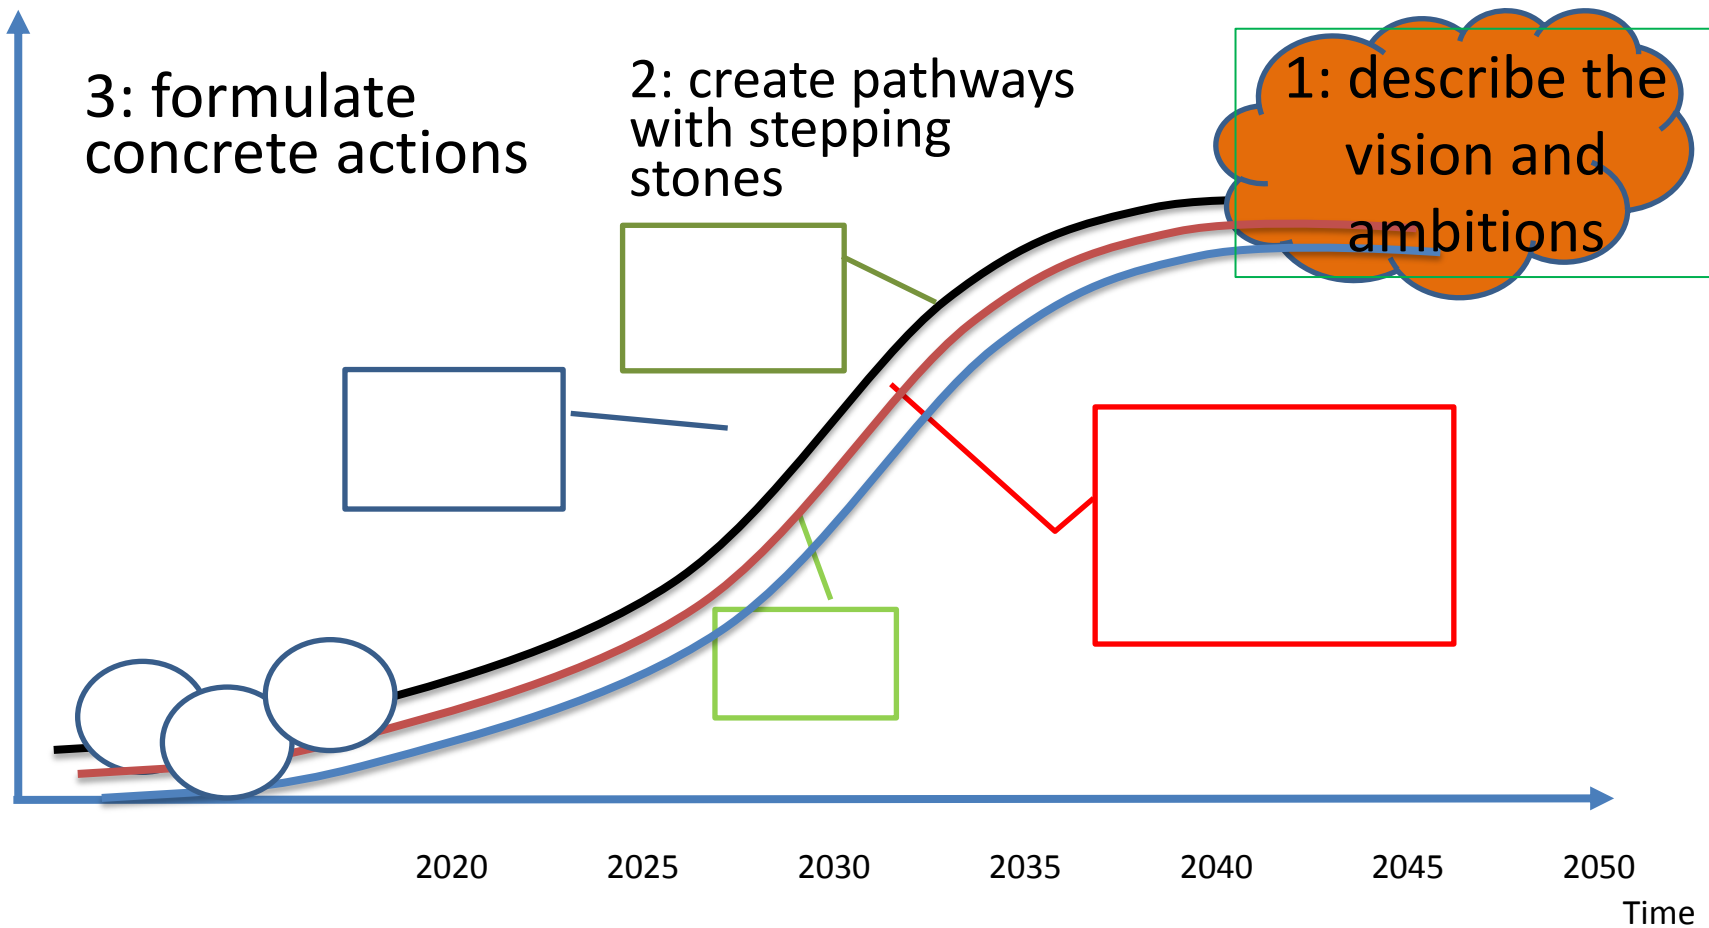 3: formulate
concrete actions
2: create pathways
with stepping
stones
1: describe the
vision and
ambitions
2020 2025 2030 2035 2040 2045 2050
Time